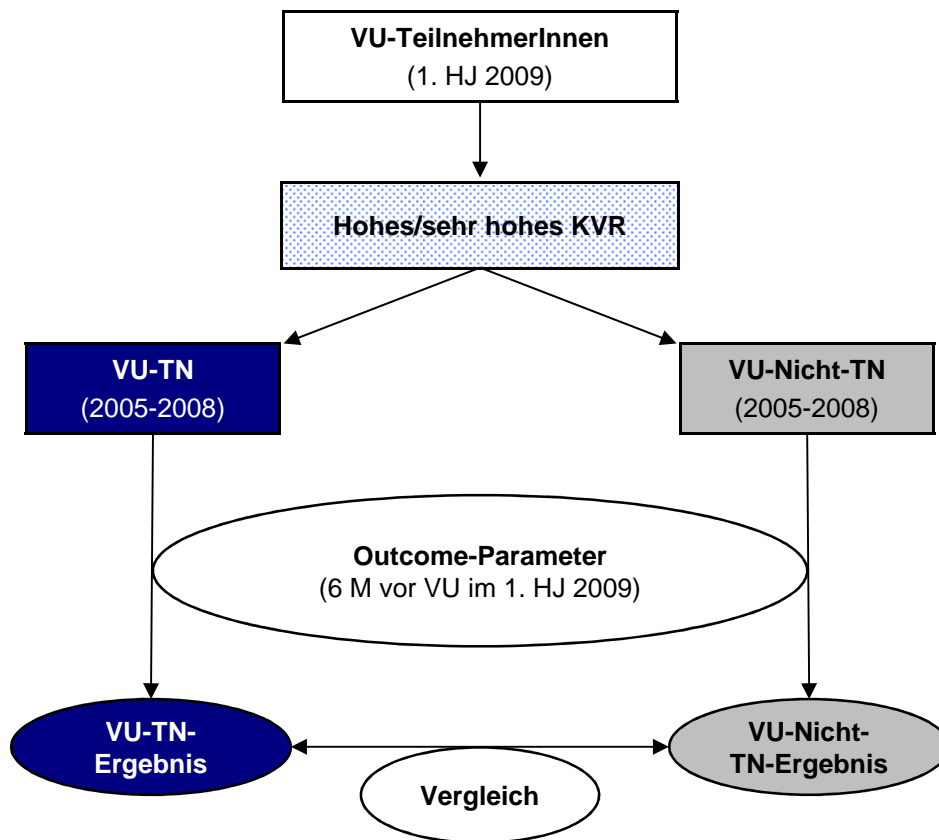 VU-TeilnehmerInnen
(1. HJ 2009)
Hohes/sehr hohes KVR
VU-TN
(2005-2008)
VU-Nicht-TN
(2005-2008)
Outcome-Parameter
(6 M vor VU im 1. HJ 2009)
VU-TN-
Ergebnis
VU-Nicht-
TN-Ergebnis
Vergleich